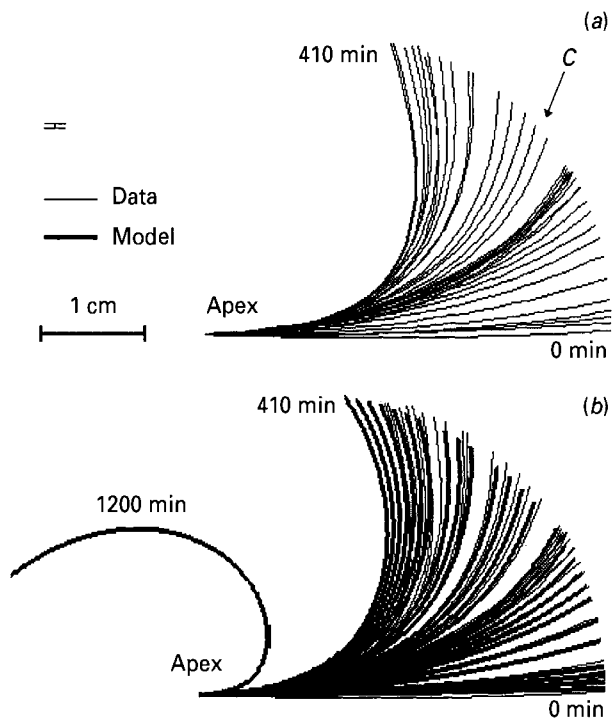 (a)
410 min
C
Data
Model
1 cm
Apex
0 min
(b)
410 min
1200 min
Apex
0 min